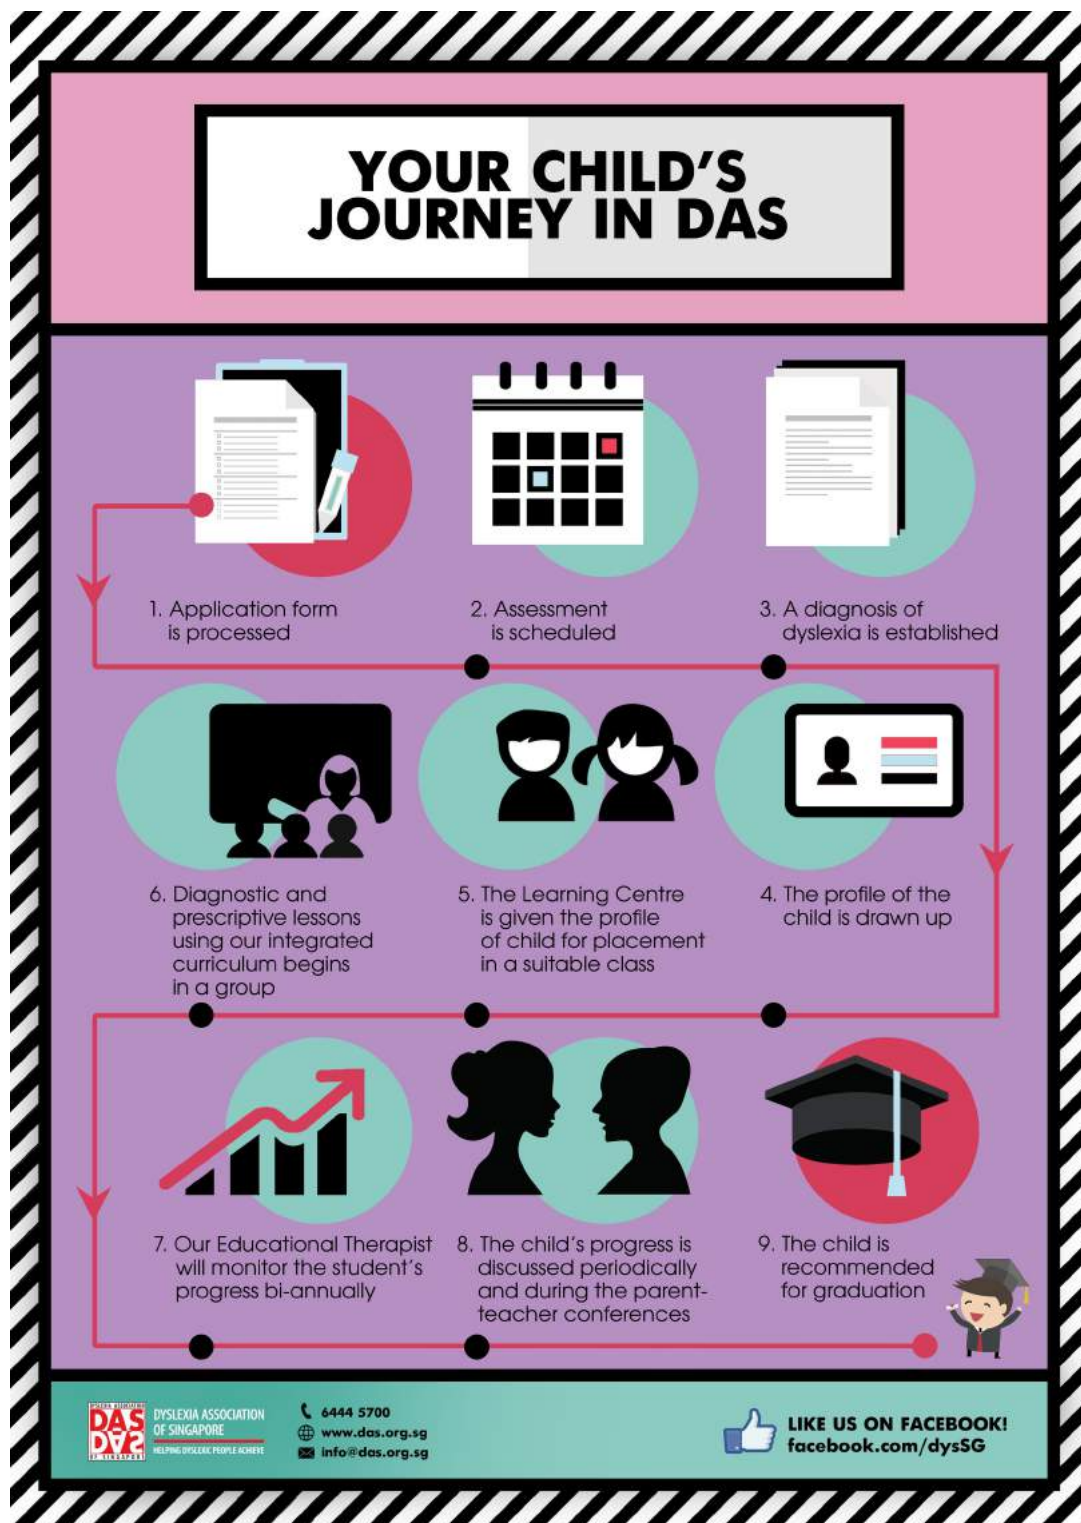 YOUR CHILD'S
JOURNEY IN DAS
1. Application form
is processed
2. Assessment
is scheduled
3. A diagnosis of
dyslexia is established
4. The profile of the
child is drawn up
5. The Learning Centre
is given the profile
of child for placement
in a suitable class
6. Diagnostic and
prescriptive lessons
using our integrated
curriculum begins
in a group
7. Our Educational Therapist
will monitor the student's
progress bi-annually
8. The child's progress is
discussed periodically
and during the parent-
teacher conferences
9. The child is
recommended
for graduation
DYSLEXIA ASSOCIATION
DAS
DAS
OF SINGAPORE
DYSLEXIA ASSOCIATION
OF SINGAPORE
HELPING DYSLEXIC PEOPLE ACHIEVE
6444 5700
www.das.org.sg
info@das.org.sg
LIKE US ON FACEBOOK!
facebook.com/dysSG